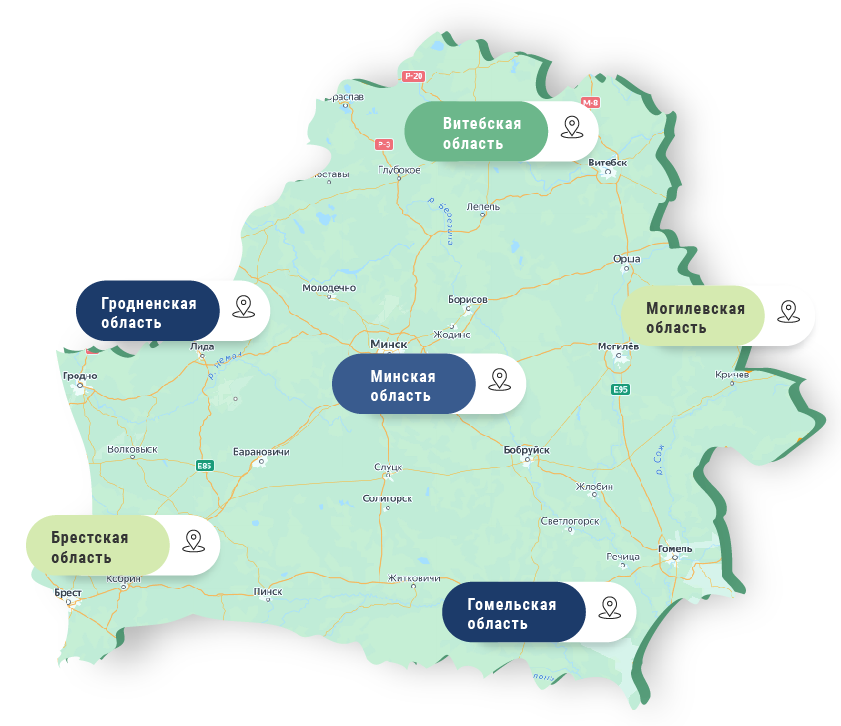 Р-20
М-8
Браслав
Витебская
область
Р-3
Витебск
Глубокое
Поставы
р. Березина
Лепель
Орша
Молодечно
Борисов
Гродненская
область
Могилевская
область
Жодино
Минск
Лида
Могилёв
р. Неман
Минская
область
Гродно
Кричев
E95
Волковыск
Барановичи
Бобруйск
р. Сож
E85
Слуцк
Жлобин
Солигорск
Светлогорск
Брестская
область
Гомель
Речица
Кобрин
Житковичи
Брест
Пинск
Гомельская
область